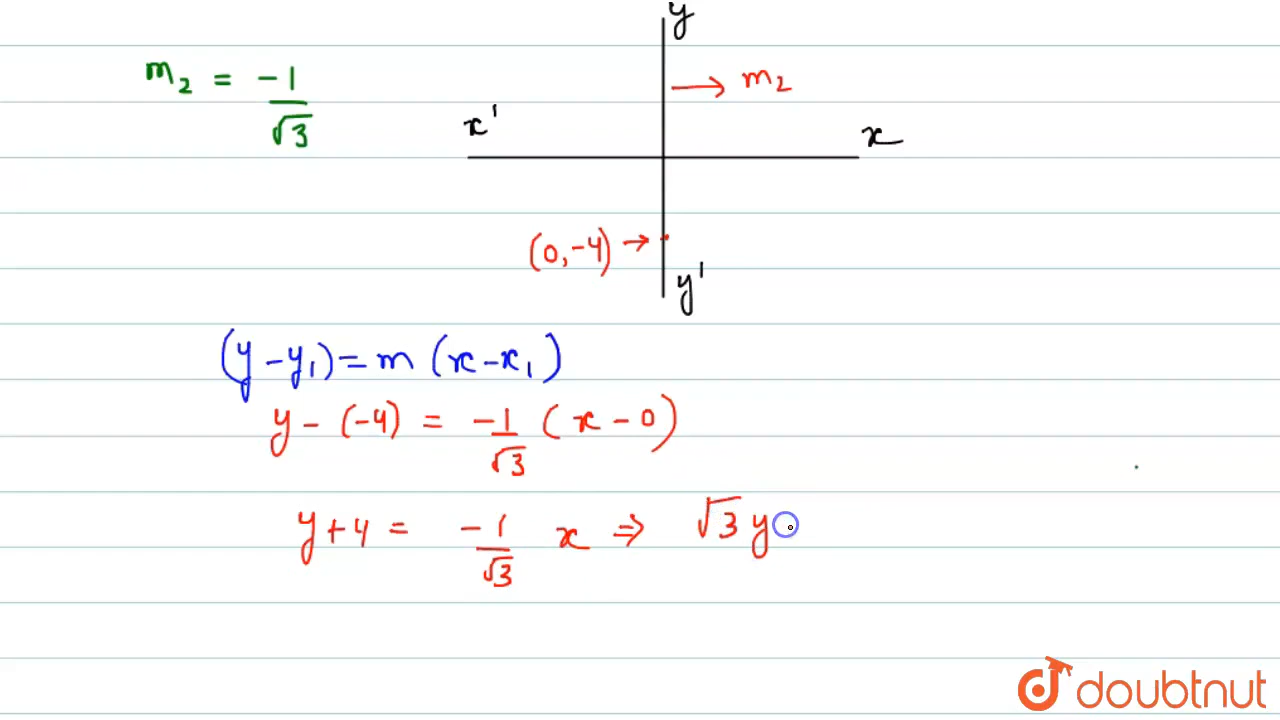 y
m₂ = -1/√3
→ m₂
x'
x
(0,-4) →
y'
(y-y₁) = m (x-x₁)
y - (-4) = -1/√3 (x-0)
y+4 = -1/√3 x ⇒ √3 y
doubtnut